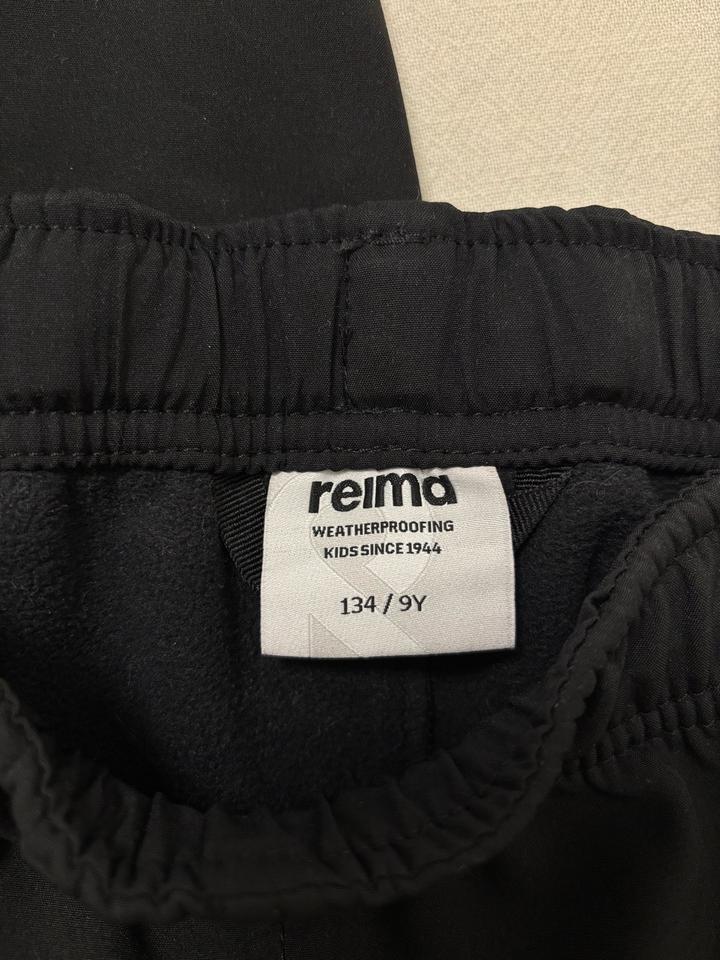 reima
WEATHERPROOFING
KIDS SINCE 1944
134 / 9Y